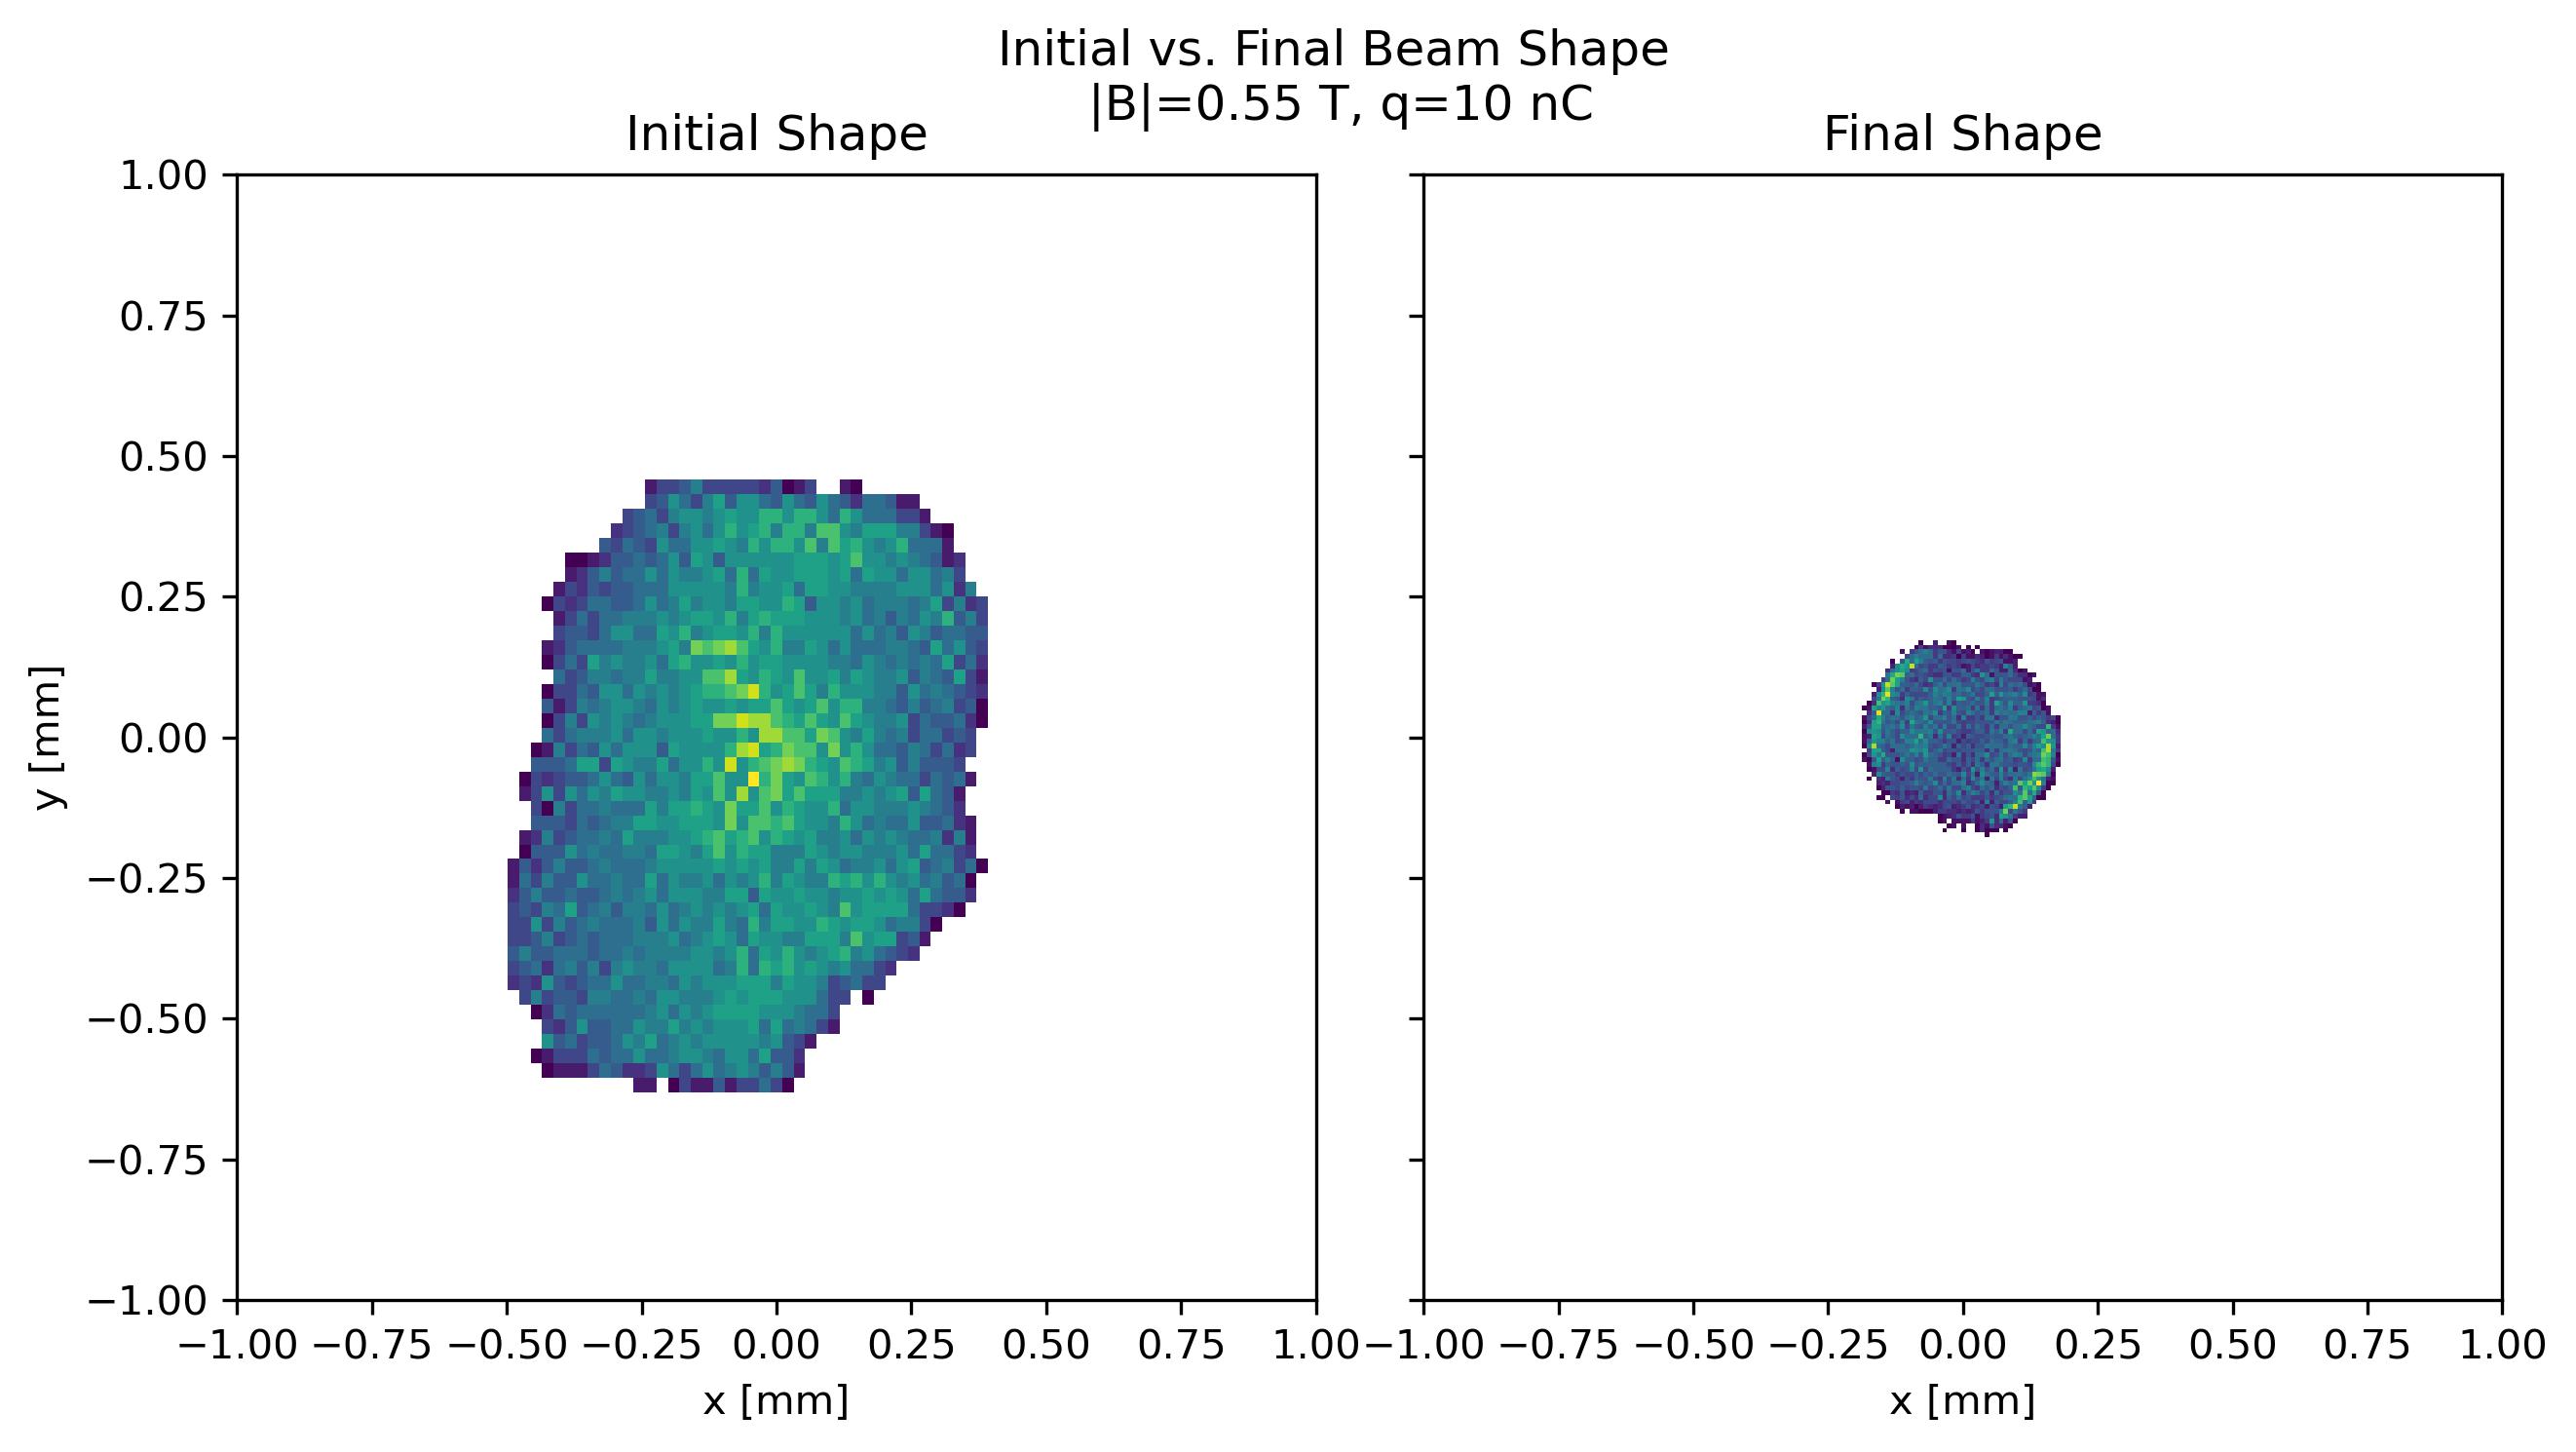 Initial vs. Final Beam Shape
|B|=0.55 T, q=10 nC
Initial Shape
Final Shape
1.00
0.75
0.50
0.25
0.00
−0.25
−0.50
−0.75
−1.00
y [mm]
−1.00 −0.75 −0.50 −0.25 0.00 0.25 0.50 0.75 1.00
−1.00 −0.75 −0.50 −0.25 0.00 0.25 0.50 0.75 1.00
x [mm]
x [mm]